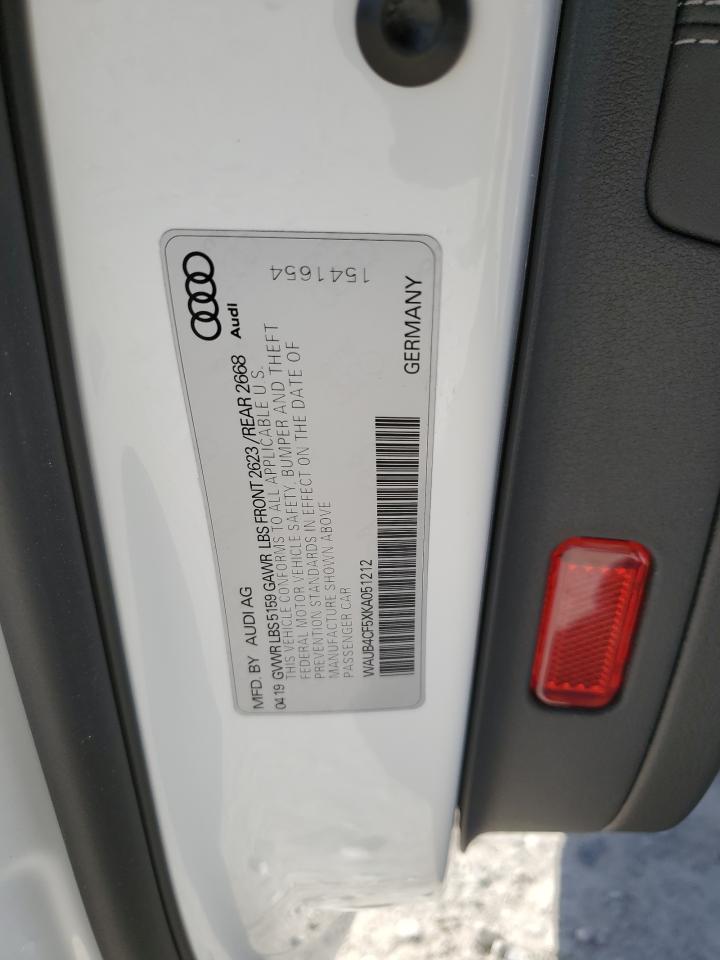 MFD. BY AUDI AG
Audi
0419 GVWR LBS 5159 GAWR LBS FRONT 2623/REAR 2668
THIS VEHICLE CONFORMS TO ALL APPLICABLE U S.
FEDERAL MOTOR VEHICLE SAFETY, BUMPER AND THEFT
PREVENTION STANDARDS IN EFFECT ON THE DATE OF
MANUFACTURE SHOWN ABOVE
PASSENGER CAR
1541654
WAUB4CF5XKA051212
GERMANY